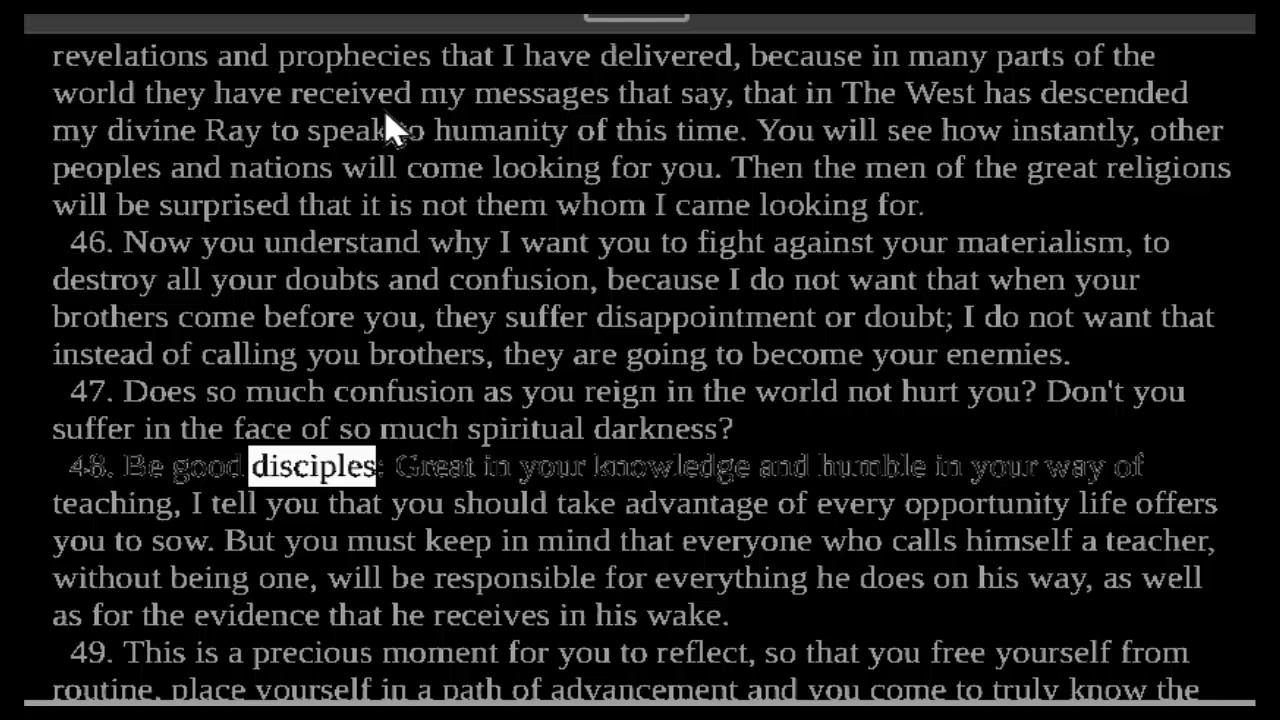 revelations and prophecies that I have delivered, because in many parts of the
world they have received my messages that say, that in The West has descended
my divine Ray to speak to humanity of this time. You will see how instantly, other
peoples and nations will come looking for you. Then the men of the great religions
will be surprised that it is not them whom I came looking for.
46. Now you understand why I want you to fight against your materialism, to
destroy all your doubts and confusion, because I do not want that when your
brothers come before you, they suffer disappointment or doubt; I do not want that
instead of calling you brothers, they are going to become your enemies.
47. Does so much confusion as you reign in the world not hurt you? Don't you
suffer in the face of so much spiritual darkness?
48. Be good disciples: Great in your knowledge and humble in your way of
teaching, I tell you that you should take advantage of every opportunity life offers
you to sow. But you must keep in mind that everyone who calls himself a teacher,
without being one, will be responsible for everything he does on his way, as well
as for the evidence that he receives in his wake.
49. This is a precious moment for you to reflect, so that you free yourself from
routine, place yourself in a path of advancement and you come to truly know the